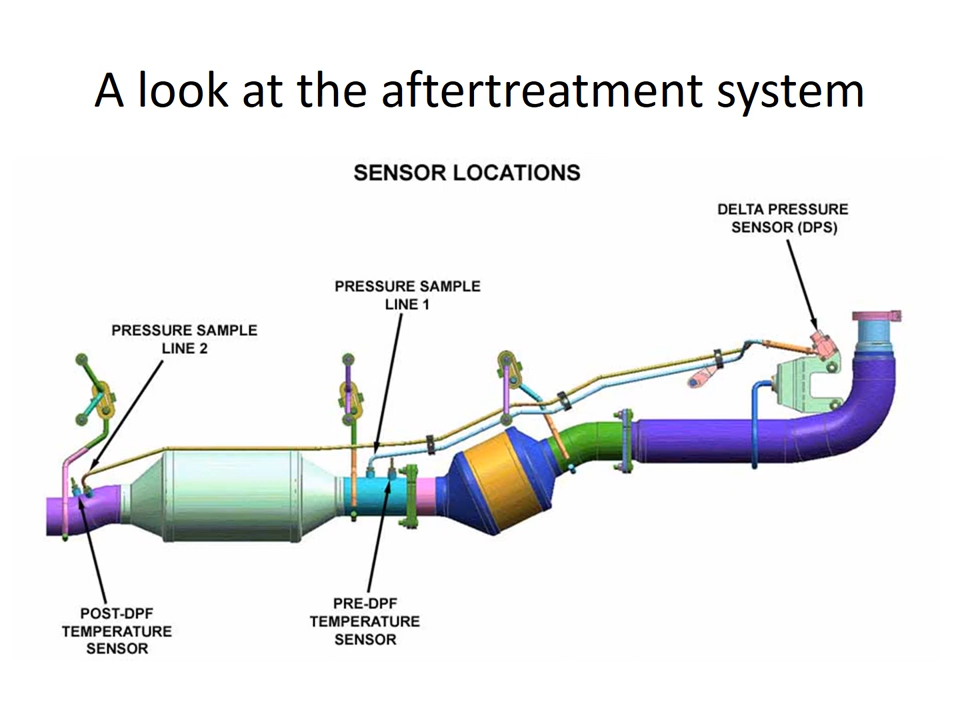 A look at the aftertreatment system
SENSOR LOCATIONS
DELTA PRESSURE
SENSOR (DPS)
PRESSURE SAMPLE
LINE 1
PRESSURE SAMPLE
LINE 2
POST-DPF
TEMPERATURE
SENSOR
PRE-DPF
TEMPERATURE
SENSOR